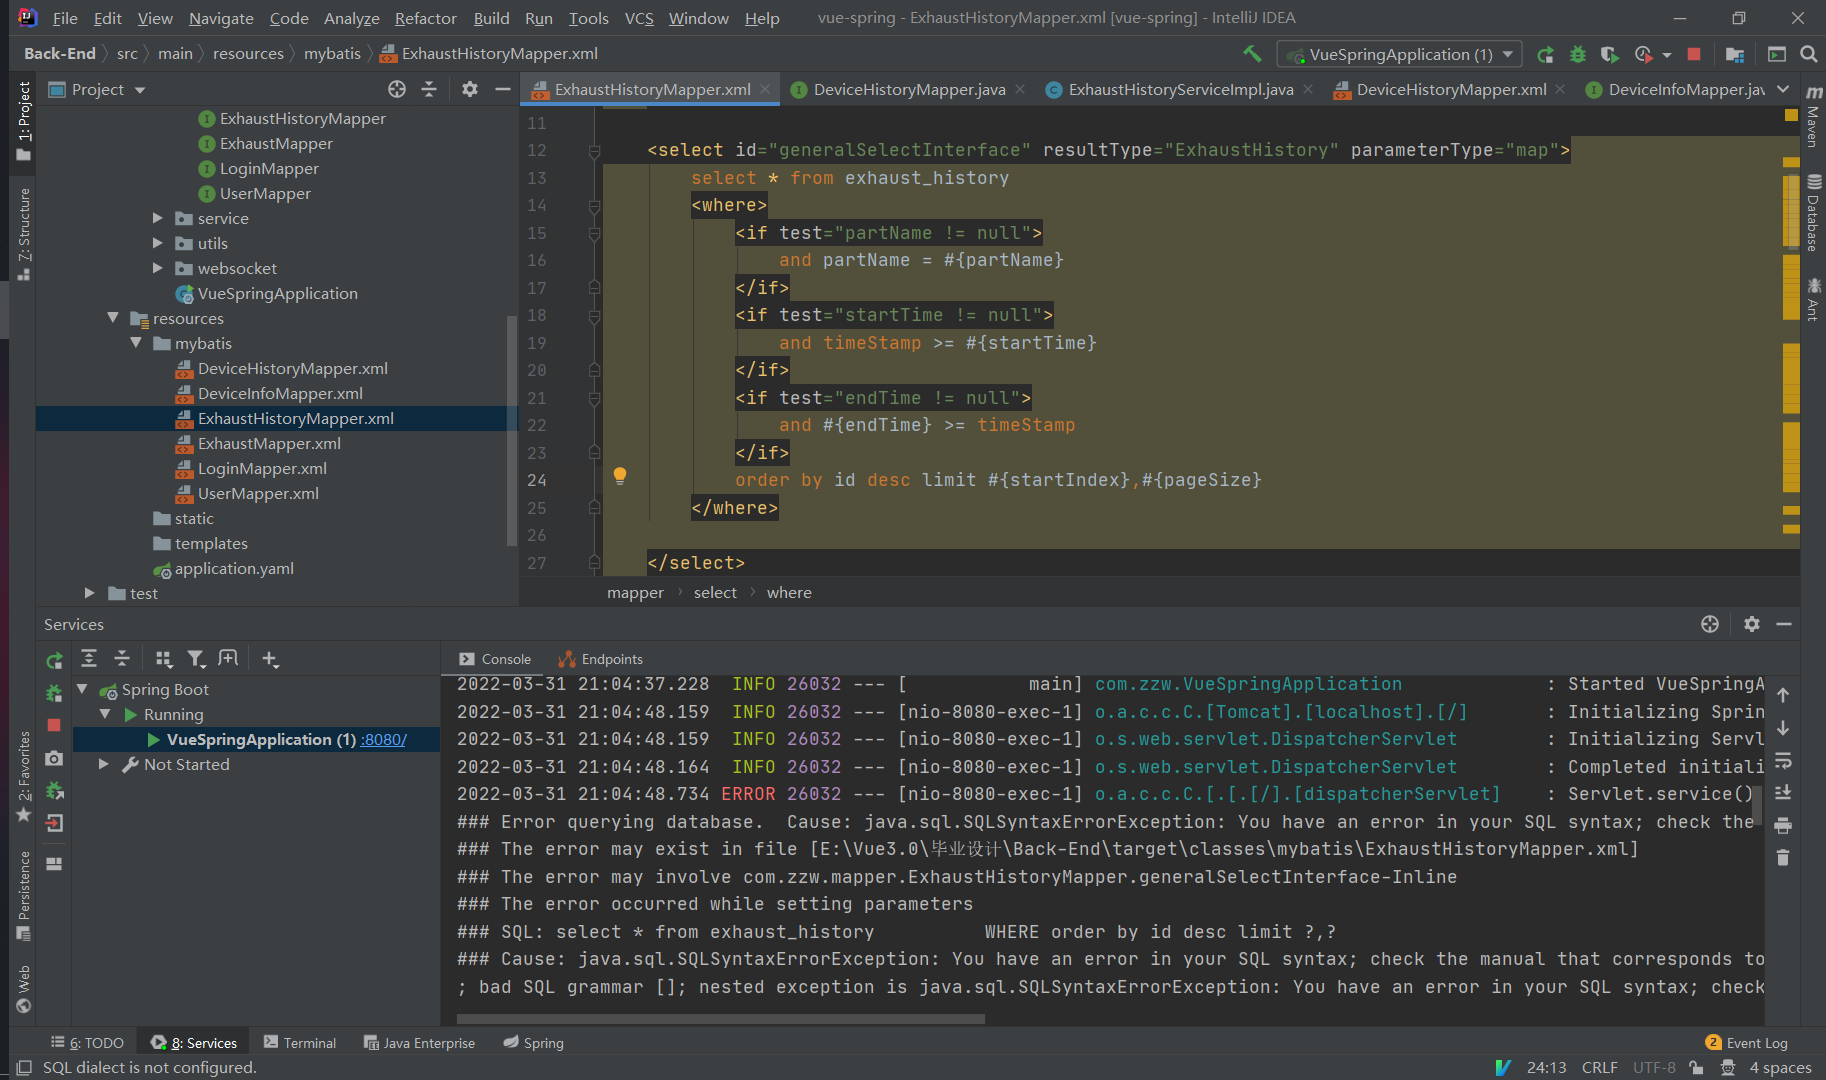 File Edit View Navigate Code Analyze Refactor Build Run Tools VCS Window Help vue-spring - ExhaustHistoryMapper.xml [vue-spring] - IntelliJ IDEA
Back-End src main resources mybatis ExhaustHistoryMapper.xml VueSpringApplication (1)
Project ExhaustHistoryMapper.xml DeviceHistoryMapper.java ExhaustHistoryServiceImpl.java DeviceHistoryMapper.xml DeviceInfoMapper.jav
1: Project
Z: Structure
2: Favorites
Persistence
Web
ExhaustHistoryMapper
ExhaustMapper
LoginMapper
UserMapper
service
utils
websocket
VueSpringApplication
resources
mybatis
DeviceHistoryMapper.xml
DeviceInfoMapper.xml
ExhaustHistoryMapper.xml
ExhaustMapper.xml
LoginMapper.xml
UserMapper.xml
static
templates
application.yaml
test
11
12 <select id="generalSelectInterface" resultType="ExhaustHistory" parameterType="map">
13 select * from exhaust_history
14 <where>
15 <if test="partName != null">
16 and partName = #{partName}
17 </if>
18 <if test="startTime != null">
19 and timeStamp >= #{startTime}
20 </if>
21 <if test="endTime != null">
22 and #{endTime} >= timeStamp
23 </if>
24 order by id desc limit #{startIndex},#{pageSize}
25 </where>
26
27 </select>
mapper select where
m Maven
Database
Ant
Services
Spring Boot
Running
VueSpringApplication (1) :8080/
Not Started
Console Endpoints
2022-03-31 21:04:37.228 INFO 26032 --- [ main] com.zzw.VueSpringApplication : Started VueSpringA
2022-03-31 21:04:48.159 INFO 26032 --- [nio-8080-exec-1] o.a.c.c.C.[Tomcat].[localhost].[/] : Initializing Sprin
2022-03-31 21:04:48.159 INFO 26032 --- [nio-8080-exec-1] o.s.web.servlet.DispatcherServlet : Initializing Servl
2022-03-31 21:04:48.164 INFO 26032 --- [nio-8080-exec-1] o.s.web.servlet.DispatcherServlet : Completed initiali
2022-03-31 21:04:48.734 ERROR 26032 --- [nio-8080-exec-1] o.a.c.c.C.[.[.[/].[dispatcherServlet] : Servlet.service()
### Error querying database. Cause: java.sql.SQLSyntaxErrorException: You have an error in your SQL syntax; check the
### The error may exist in file [E:\Vue3.0\毕业设计\Back-End\target\classes\mybatis\ExhaustHistoryMapper.xml]
### The error may involve com.zzw.mapper.ExhaustHistoryMapper.generalSelectInterface-Inline
### The error occurred while setting parameters
### SQL: select * from exhaust_history WHERE order by id desc limit ?,?
### Cause: java.sql.SQLSyntaxErrorException: You have an error in your SQL syntax; check the manual that corresponds to
; bad SQL grammar []; nested exception is java.sql.SQLSyntaxErrorException: You have an error in your SQL syntax; check
6: TODO 8: Services Terminal Java Enterprise Spring 2 Event Log
SQL dialect is not configured. 24:13 CRLF UTF-8 4 spaces